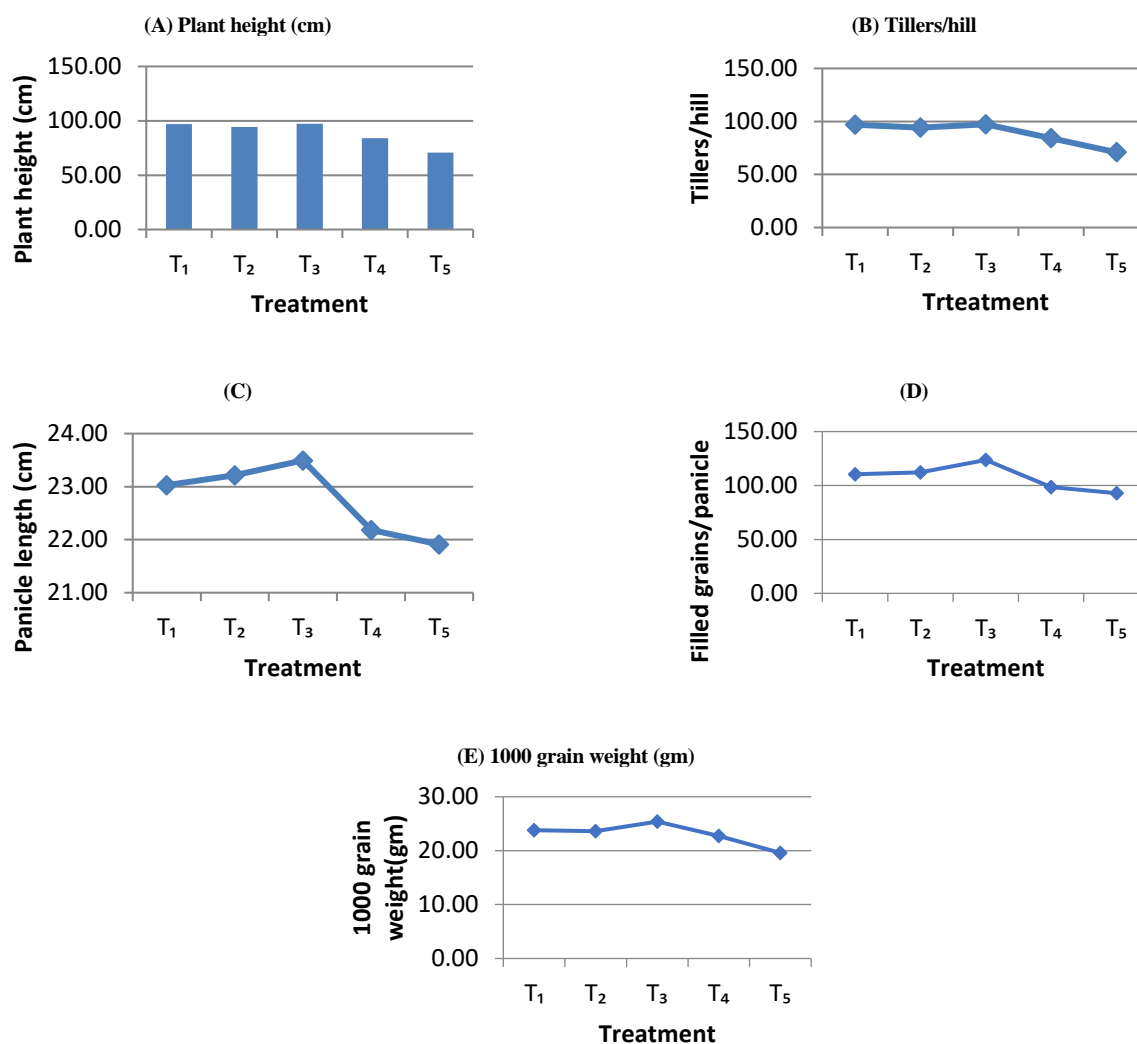 (A) Plant height (cm)
Plant height (cm)
150.00
100.00
50.00
0.00
T₁ T₂ T₃ T₄ T₅
Treatment
(B) Tillers/hill
Tillers/hill
150.00
100.00
50.00
0.00
T₁ T₂ T₃ T₄ T₅
Trteatment
(C)
Panicle length (cm)
24.00
23.00
22.00
21.00
T₁ T₂ T₃ T₄ T₅
Treatment
(D)
Filled grains/panicle
150.00
100.00
50.00
0.00
T₁ T₂ T₃ T₄ T₅
Treatment
(E) 1000 grain weight (gm)
1000 grain
weight(gm)
30.00
20.00
10.00
0.00
T₁ T₂ T₃ T₄ T₅
Treatment